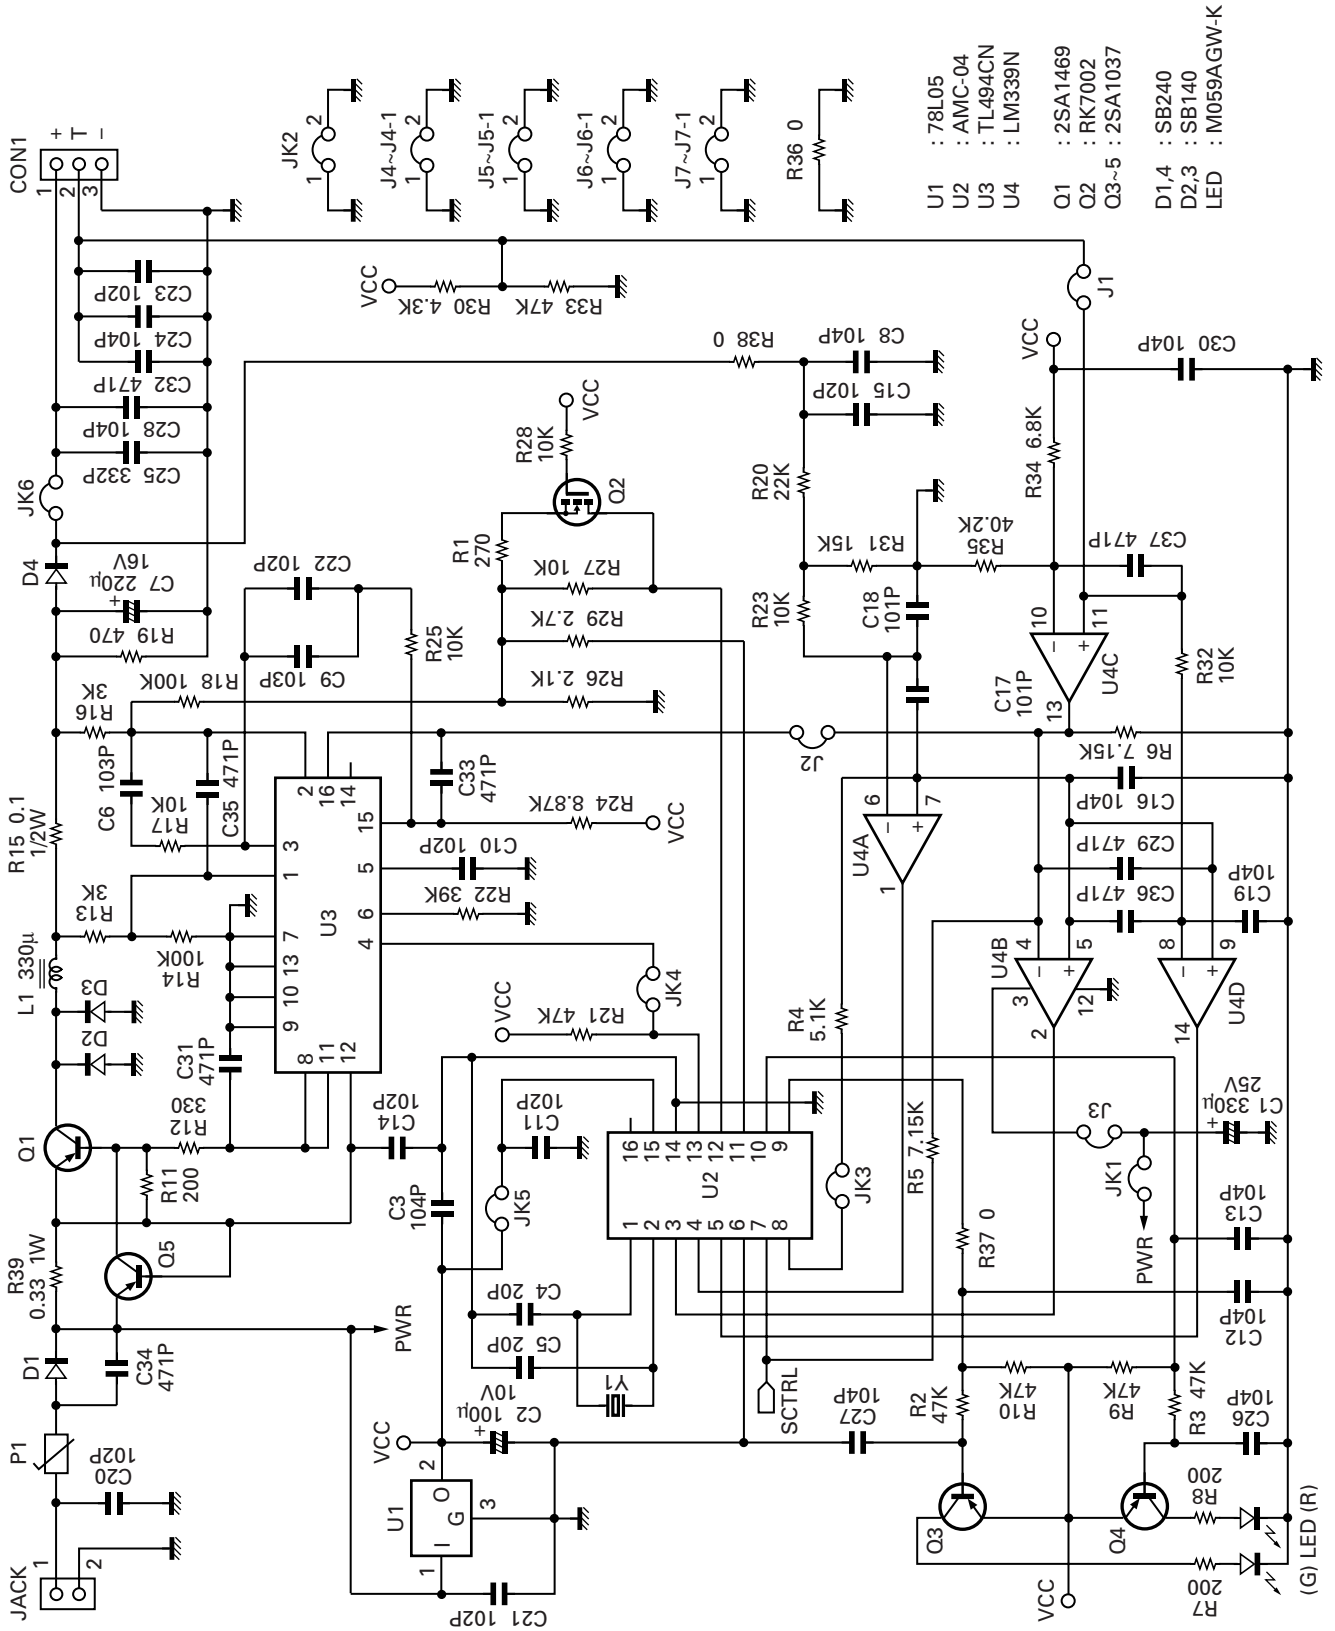 JACK
1
2
P1
C20
102P
D1
C34
471P
R39
0.33 1W
Q5
PWR
Q1
R11
200
R12
330
C31
471P
D2
D3
L1 330μ
R13
3K
R14
100K
R15 0.1
1/2W
R17
10K
C6 103P
C35 471P
R16
3K
R18 100K
R19 470
C7 220μ
16V
+
D4
JK6
C25 332P
C28 104P
C32 471P
C24 104P
C23 102P
CON1
1
2
3
+
T
−
U3
8
11
12
9
10
13
7
1
3
2
16
14
15
5
6
4
C9 103P
C22 102P
R25
10K
C33
471P
R24 8.87K
VCC
C10 102P
R22 39K
VCC
R21 47K
JK4
C14
102P
C3
104P
JK5
C11
102P
C4 20P
C5 20P
Y1
C2 100μ
10V
+
VCC
U1
I
O
G
1
2
3
C21
102P
R1
270
R28
10K
VCC
Q2
R27 10K
R29 2.7K
R26 2.1K
VCC
R30 4.3K
R33 47K
JK2
1 2
J4~J4-1
1 2
J5~J5-1
1 2
J6~J6-1
1 2
J7~J7-1
1 2
R36 0
U2
1
2
3
4
5
6
7
8
16
15
14
13
12
11
10
9
SCTRL
JK3
R4
5.1K
R5 7.15K
R37 0
C27
104P
R2
47K
R10
47K
R9
47K
R3 47K
C26
104P
C12
104P
C13
104P
Q3
Q4
VCC
R7
200
R8
200
(G) LED (R)
R38 0
C8 104P
C15 102P
R20
22K
R31 15K
R23
10K
C18
101P
R35
40.2K
C17
101P
U4A
6
7
1
−
+
J2
R34 6.8K
VCC
C30 104P
J1
C37 471P
U4C
10
11
13
−
+
R32
10K
R6 7.15K
C16
104P
C29
471P
C36
471P
C19
104P
U4B
4
5
3
12
2
−
+
U4D
8
9
14
−
+
J3
JK1
PWR
C1 330μ
25V
+
U1 : 78L05
U2 : AMC-04
U3 : TL494CN
U4 : LM339N
Q1 : 2SA1469
Q2 : RK7002
Q3~5 : 2SA1037
D1,4 : SB240
D2,3 : SB140
LED : M059AGW-K